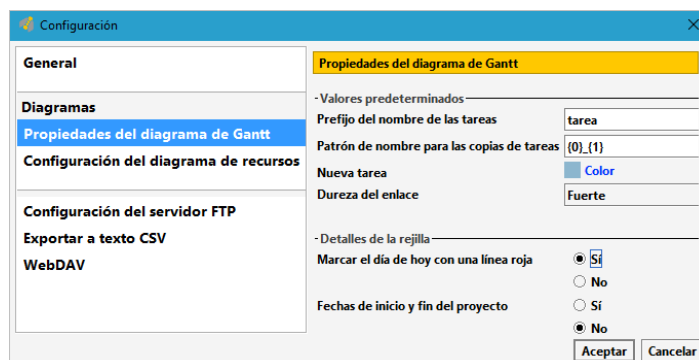 Configuración
General
Diagramas
Propiedades del diagrama de Gantt
Configuración del diagrama de recursos
Configuración del servidor FTP
Exportar a texto CSV
WebDAV
Propiedades del diagrama de Gantt
Valores predeterminados
Prefijo del nombre de las tareas tarea
Patrón de nombre para las copias de tareas {0}_{1}
Nueva tarea Color
Dureza del enlace Fuerte
Detalles de la rejilla
Marcar el día de hoy con una línea roja Sí
No
Fechas de inicio y fin del proyecto Sí
No
Aceptar Cancelar